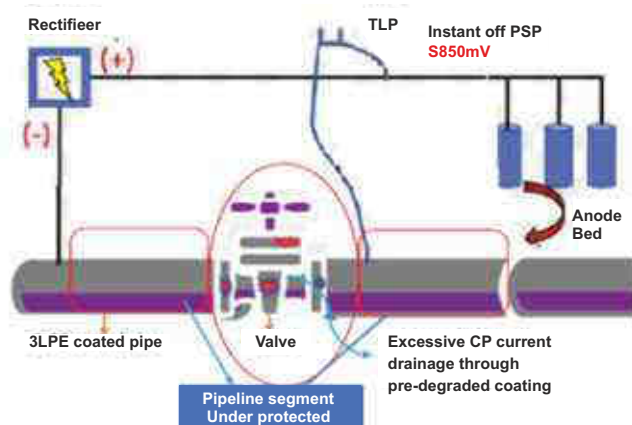 Rectifieer
TLP
Instant off PSP
S850mV
(+)
(-)
Anode
Bed
3LPE coated pipe
Valve
Excessive CP current
drainage through
pre-degraded coating
Pipeline segment
Under protected